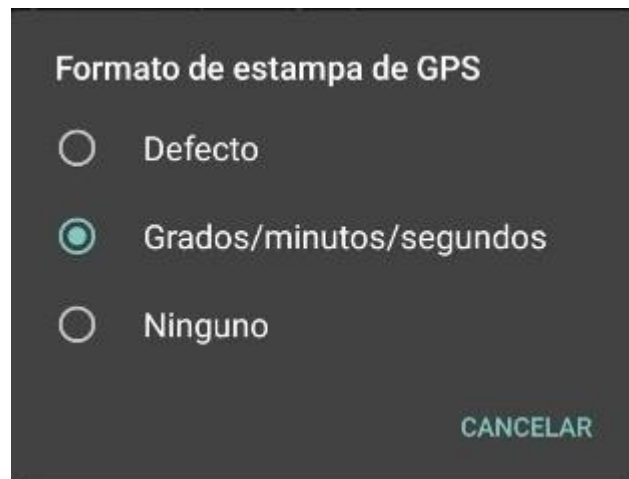 Formato de estampa de GPS
Defecto
Grados/minutos/segundos
Ninguno
CANCELAR